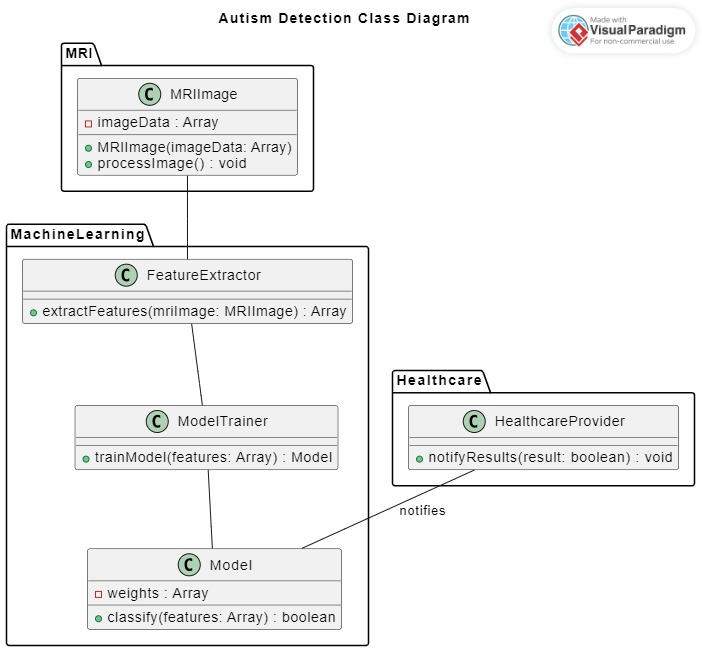 Autism Detection Class Diagram
Made with
VisualParadigm
For non-commercial use
MRI
C MRIImage
imageData : Array
MRIImage(imageData: Array)
processImage() : void
MachineLearning
C FeatureExtractor
extractFeatures(mriImage: MRIImage) : Array
C ModelTrainer
trainModel(features: Array) : Model
Healthcare
C HealthcareProvider
notifyResults(result: boolean) : void
notifies
C Model
weights : Array
classify(features: Array) : boolean